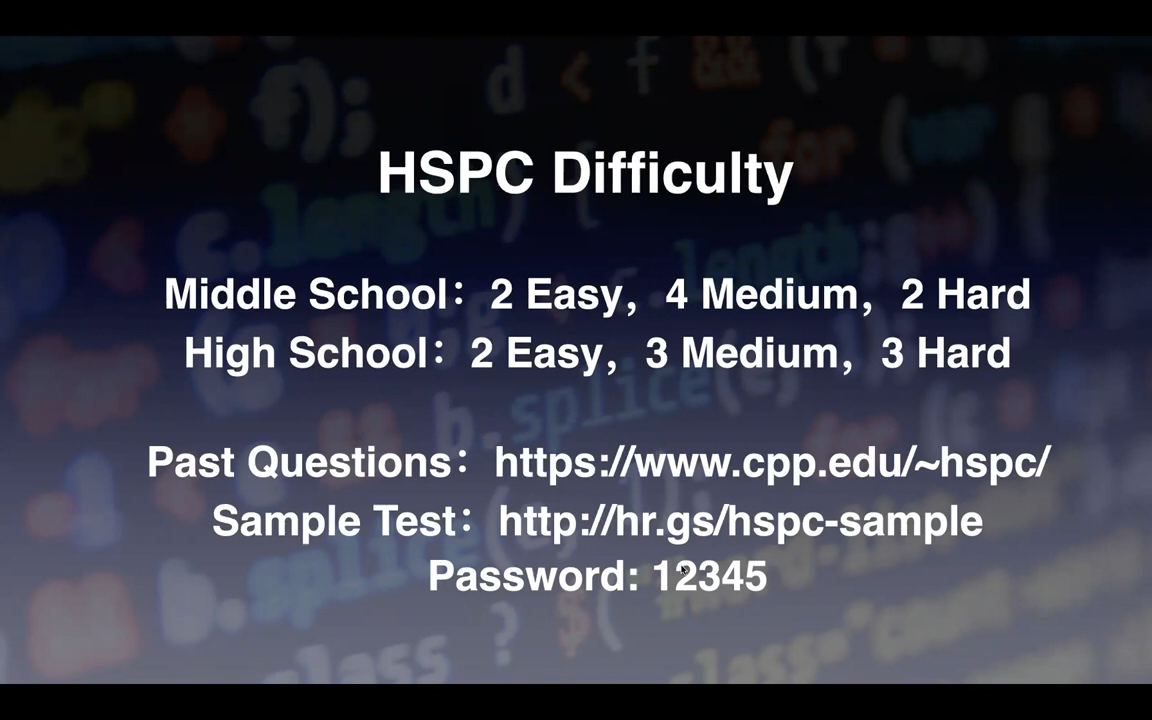 HSPC Difficulty
Middle School：2 Easy，4 Medium，2 Hard
High School：2 Easy，3 Medium，3 Hard
Past Questions：https://www.cpp.edu/~hspc/
Sample Test：http://hr.gs/hspc-sample
Password: 12345